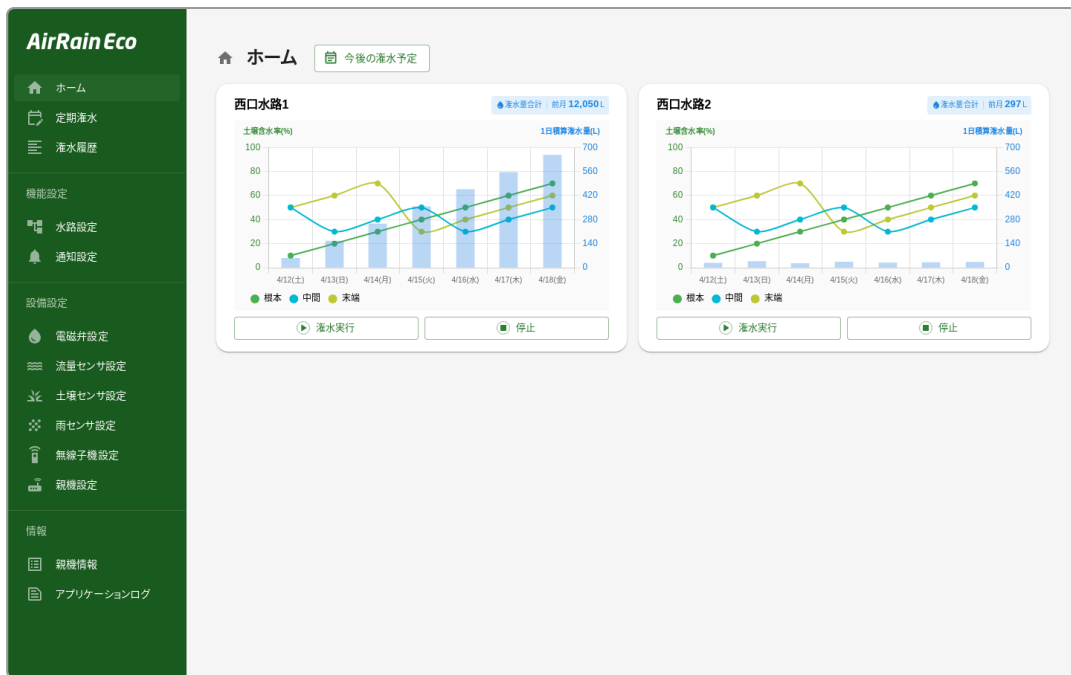 AirRain Eco
ホーム
定期潅水
潅水履歴
機能設定
水路設定
通知設定
設備設定
電磁弁設定
流量センサ設定
土壌センサ設定
雨センサ設定
無線子機設定
親機設定
情報
親機情報
アプリケーションログ
ホーム 今後の潅水予定
西口水路1 潅水量合計 前月 12,050 L
土壌含水率(%) 1日積算潅水量(L)
100 700
80 560
60 420
40 280
20 140
0 0
4/12(土) 4/13(日) 4/14(月) 4/15(火) 4/16(水) 4/17(木) 4/18(金)
根本 中間 末端
潅水実行 停止
西口水路2 潅水量合計 前月 297 L
土壌含水率(%) 1日積算潅水量(L)
100 700
80 560
60 420
40 280
20 140
0 0
4/12(土) 4/13(日) 4/14(月) 4/15(火) 4/16(水) 4/17(木) 4/18(金)
根本 中間 末端
潅水実行 停止